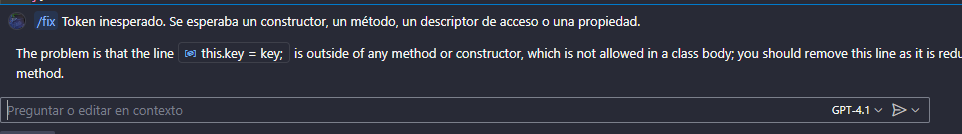 /fix Token inesperado. Se esperaba un constructor, un método, un descriptor de acceso o una propiedad.
The problem is that the line this.key = key; is outside of any method or constructor, which is not allowed in a class body; you should remove this line as it is
method.
Preguntar o editar en contexto
GPT-4.1